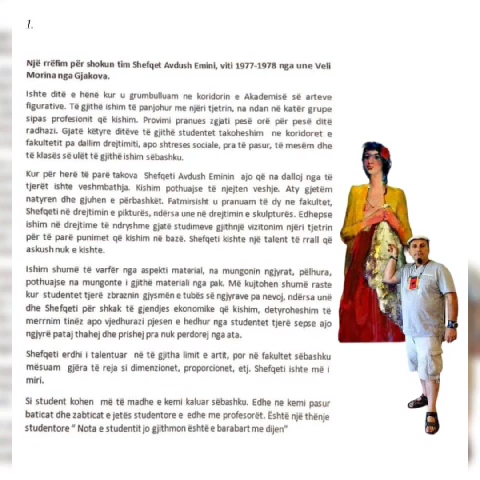 1.
Një rrëfim për shokun tim Shefqet Avdush Emini, viti 1977-1978 nga une Veli
Morina nga Gjakova.
Ishte ditë e hëne kur u grumbulluam ne koridorin e Akademisë së arteve
figurative. Të gjithë ishim të panjohur me njëri tjetrin, na ndan në katër grupe
sipas profesionit që kishim. Provimi pranues zgjati pesë orë për pesë ditë
radhazi. Gjatë këtyre ditëve të gjithë studentet takoheshim ne koridoret e
fakultetit pa dallim drejtimi, apo shtreses sociale, pra të pasur, të mesëm dhe
të klasës së ulët të gjithë ishim sëbashku.
Kur për herë të parë takova Shefqeti Avdush Eminin ajo që na dalloj nga të
tjerët ishte veshmbathja. Kishim pothuajse të njejten veshje. Aty gjetëm
natyren dhe gjuhen e përbashkët. Fatmirsisht u pranuam të dy ne fakultet,
Shefqeti në drejtimin e pikturës, ndërsa une në drejtimin e skulpturës. Edhepse
ishim në drejtime të ndryshme gjatë studimeve gjithnje vizitonim njëri tjetrin
për të parë punimet që kishim në bazë. Shefqeti kishte një talent të rrall që
askush nuk e kishte.
Ishim shumë të varfër nga aspekti material, na mungonin ngjyrat, pëlhura,
pothuajse na mungonte i gjithë materiali nga pak. Më kujtohen shumë raste
kur studentet tjerë zbraznin gjysmën e tubës së ngjyrave pa nevoj, ndërsa unë
dhe Shefqeti për shkak të gjendjes ekonomike që kishim, detyroheshim të
merrnim tinëz apo vjedhurazi pjesen e hedhur nga studentet tjerë sepse ajo
ngjyrë pataj thahej dhe prishej pra nuk perdorej nga ata.
Shefqeti erdhi i talentuar në të gjitha limit e artit, por në fakultet sëbashku
mësuam gjëra të reja si dimenzionet, proporcionet, etj. Shefqeti ishte më i
miri.
Si student kohen më të madhe e kemi kaluar sëbashku. Edhe ne kemi pasur
baticat dhe zabticat e jetës studentore e edhe me profesorët. Është një thënje
studentore " Nota e studentit jo gjithmon është e barabart me dijen"